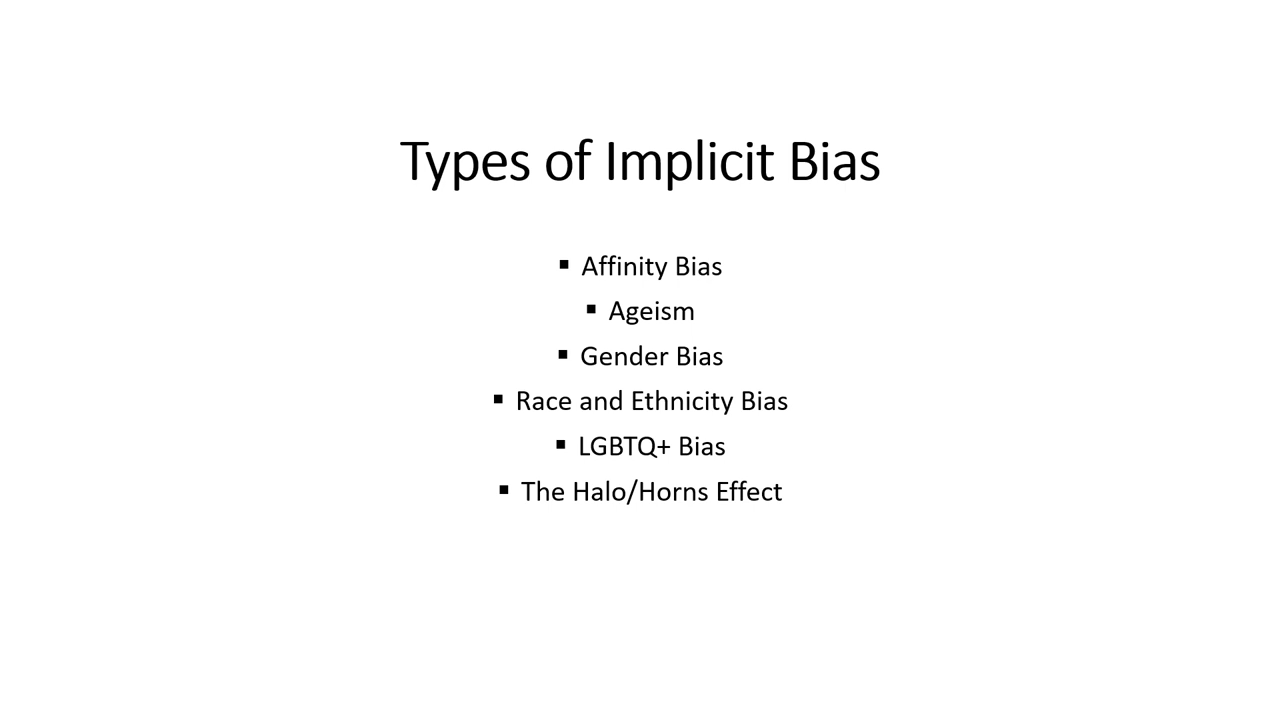 Types of Implicit Bias
▪ Affinity Bias
▪ Ageism
▪ Gender Bias
▪ Race and Ethnicity Bias
▪ LGBTQ+ Bias
▪ The Halo/Horns Effect